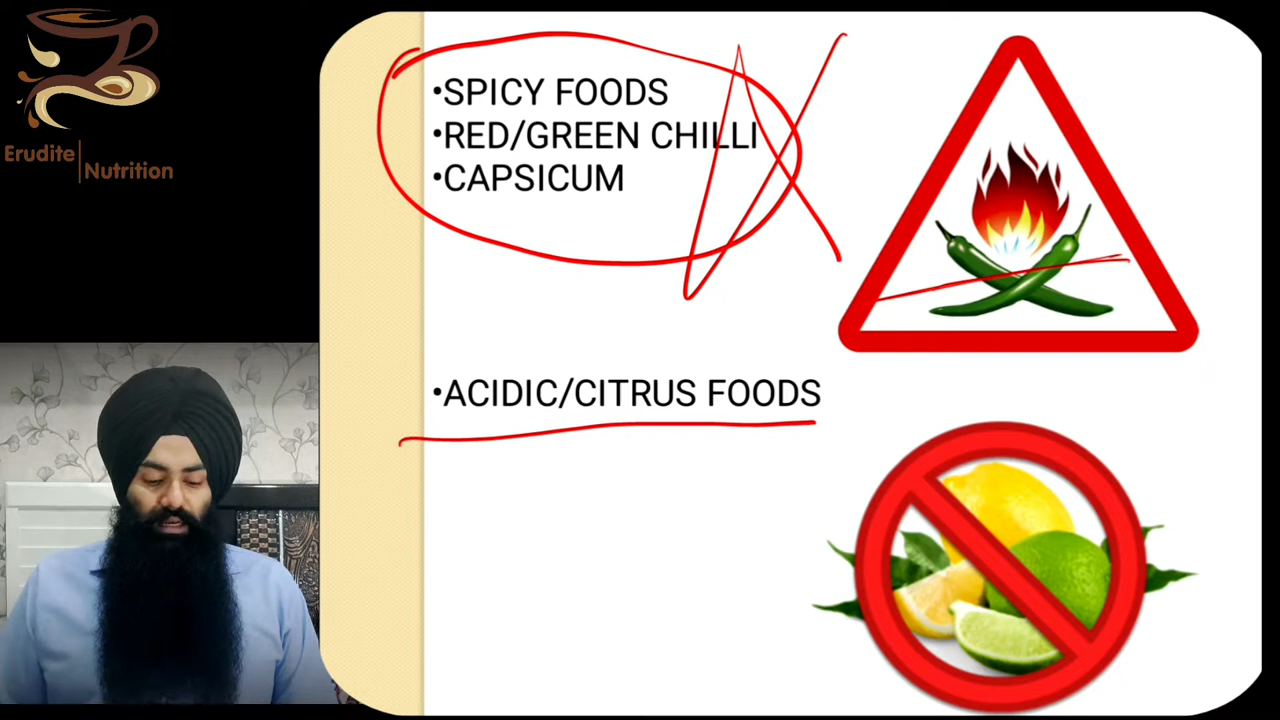 Erudite
Nutrition
•SPICY FOODS
•RED/GREEN CHILLI
•CAPSICUM
•ACIDIC/CITRUS FOODS